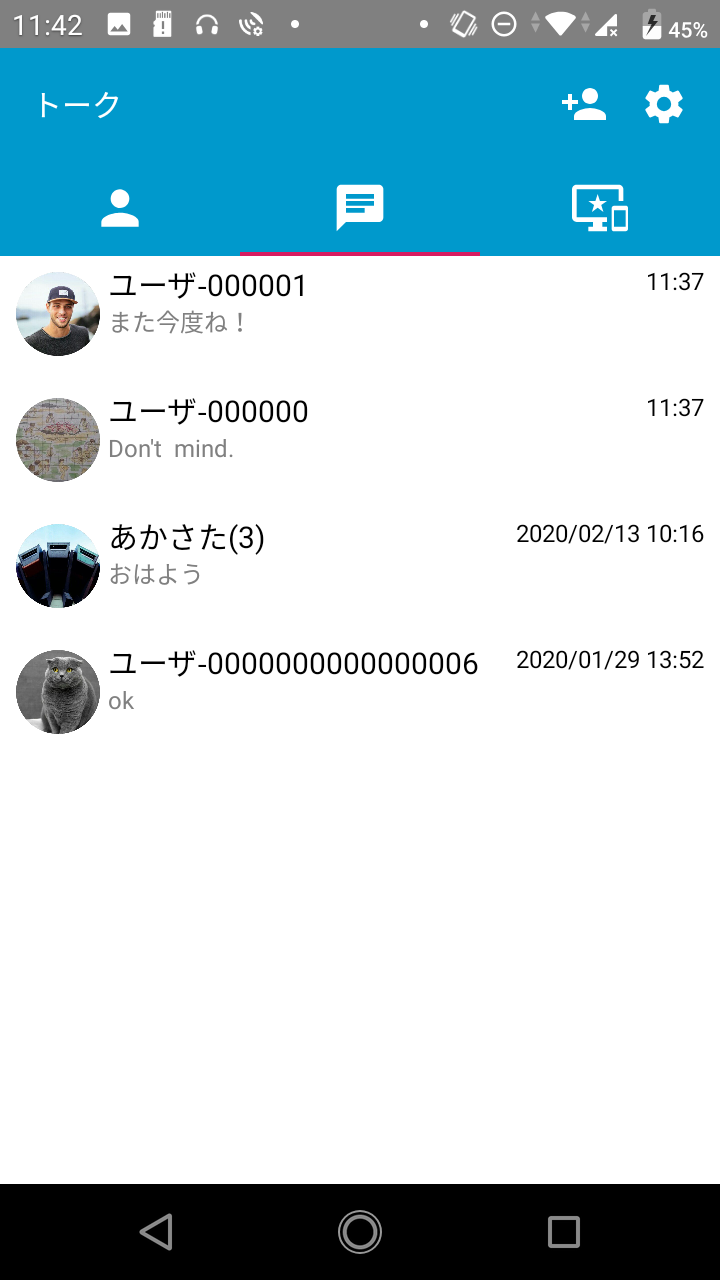 11:42
45%
トーク
ユーザ-000001
11:37
また今度ね！
ユーザ-000000
11:37
Don't mind.
あかさた(3)
2020/02/13 10:16
おはよう
ユーザ-0000000000000006
2020/01/29 13:52
ok